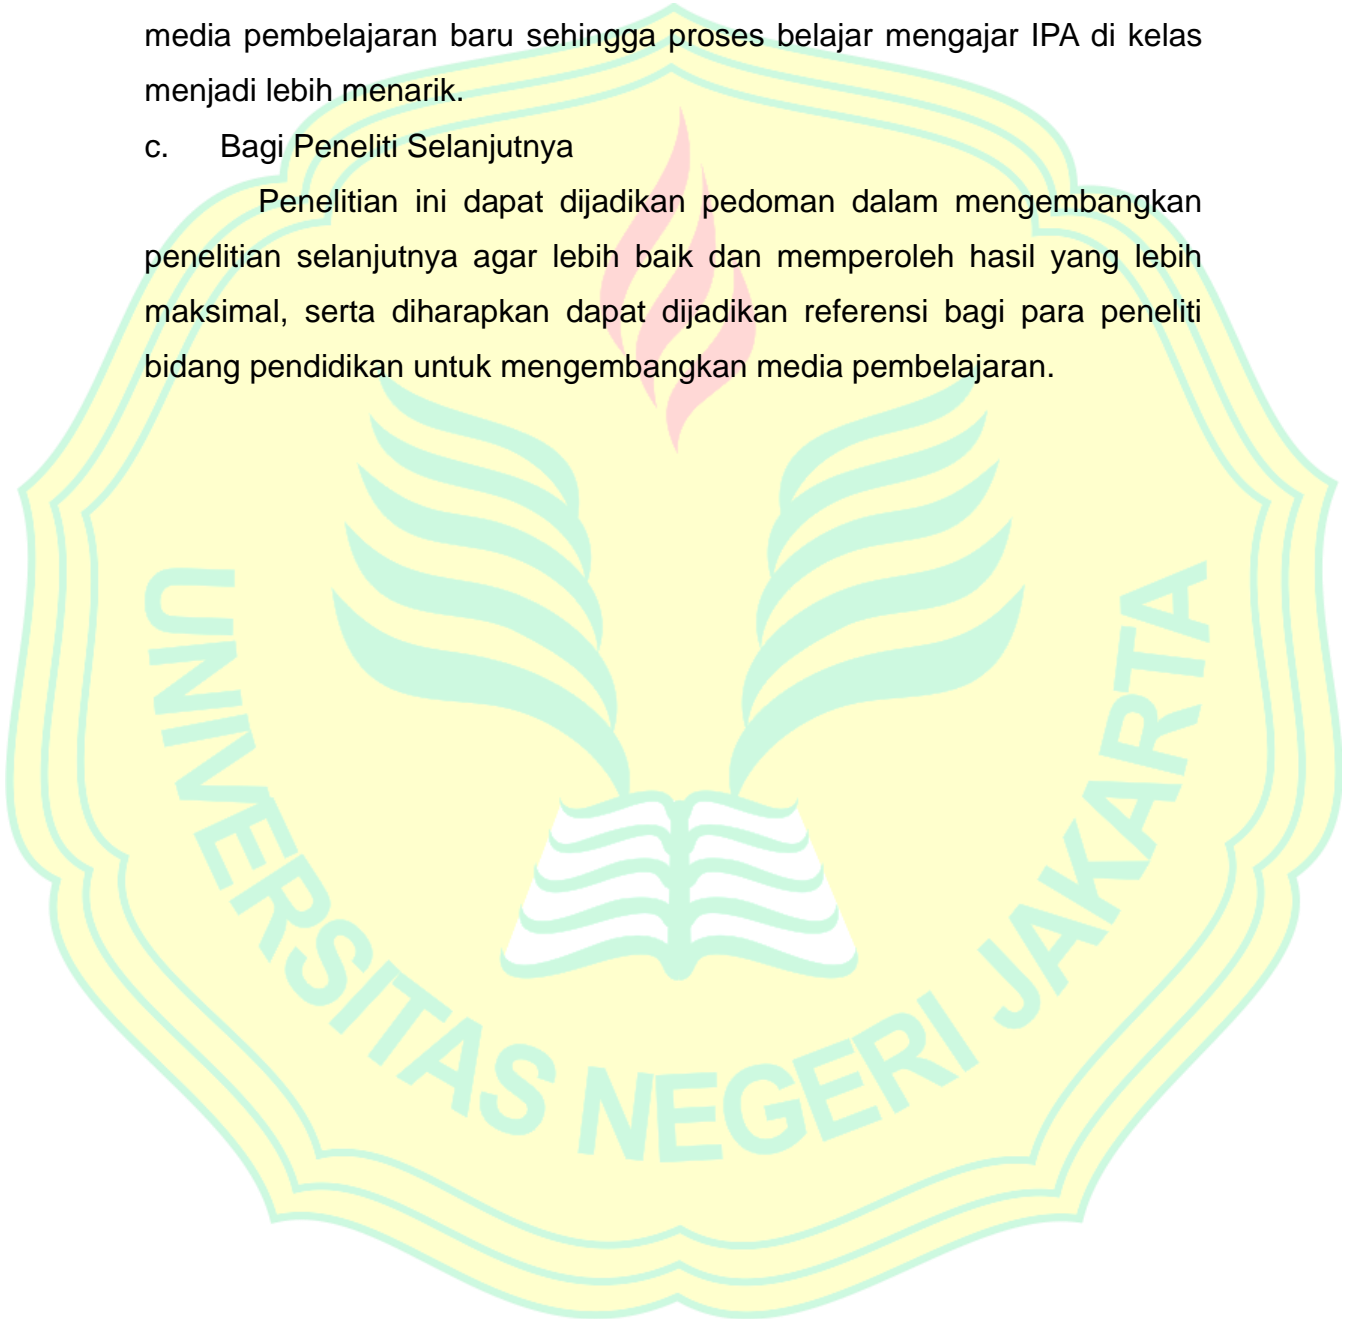 media pembelajaran baru sehingga proses belajar mengajar IPA di kelas
menjadi lebih menarik.
c. Bagi Peneliti Selanjutnya
Penelitian ini dapat dijadikan pedoman dalam mengembangkan
penelitian selanjutnya agar lebih baik dan memperoleh hasil yang lebih
maksimal, serta diharapkan dapat dijadikan referensi bagi para peneliti
bidang pendidikan untuk mengembangkan media pembelajaran.
UNIVERSITAS NEGERI JAKARTA